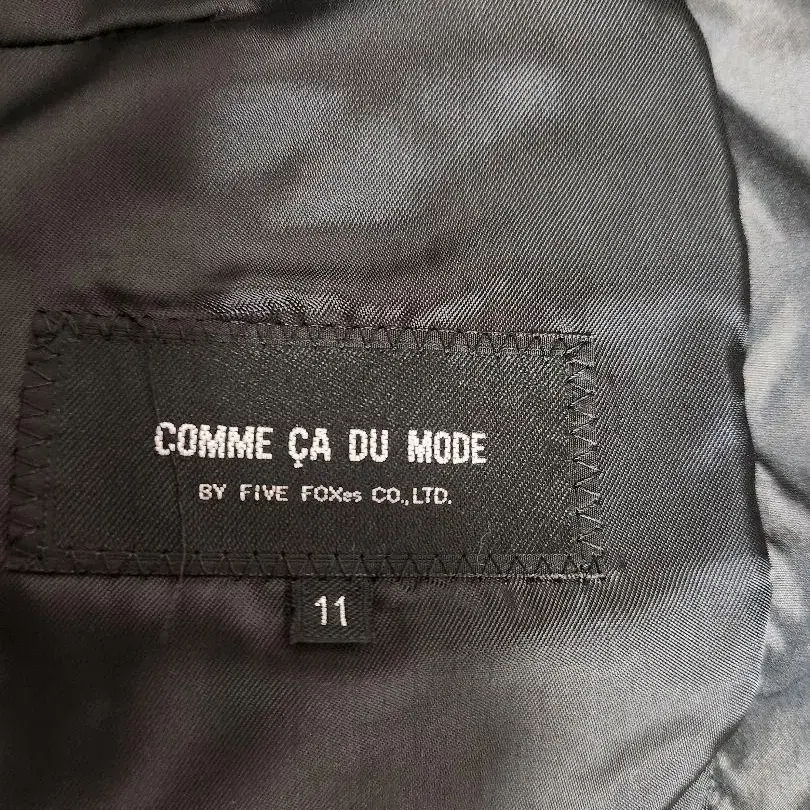 COMME ÇA DU MODE
BY FIVE FOXes CO.,LTD.
11